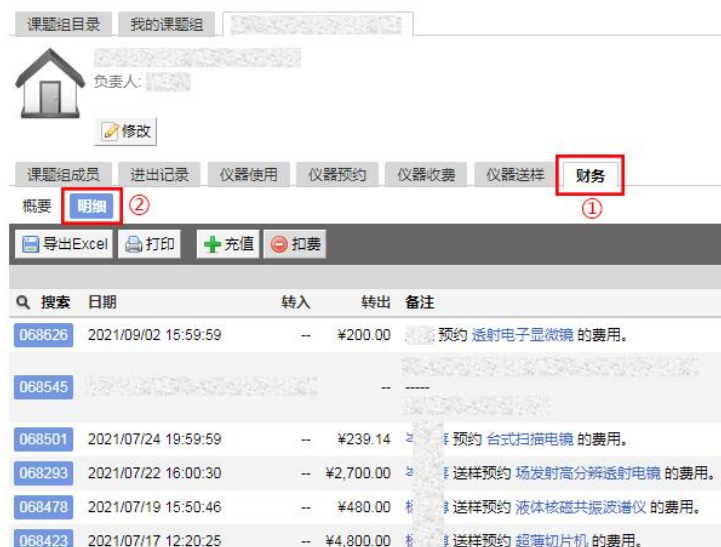 课题组目录 我的课题组
负责人:
修改
课题组成员 进出记录 仪器使用 仪器预约 仪器收费 仪器送样 财务
概要 明细 ② ①
导出Excel 打印 充值 扣费
搜索 日期 转入 转出 备注
068626 2021/09/02 15:59:59 -- ¥200.00 预约 透射电子显微镜 的费用。
068545 -- -----
068501 2021/07/24 19:59:59 -- ¥239.14 预约 台式扫描电镜 的费用。
068293 2021/07/22 16:00:30 -- ¥2,700.00 送样预约 场发射高分辨透射电镜 的费用。
068478 2021/07/19 15:50:46 -- ¥480.00 送样预约 液体核磁共振波谱仪 的费用。
068423 2021/07/17 12:20:25 -- ¥4,800.00 送样预约 超薄切片机 的费用。